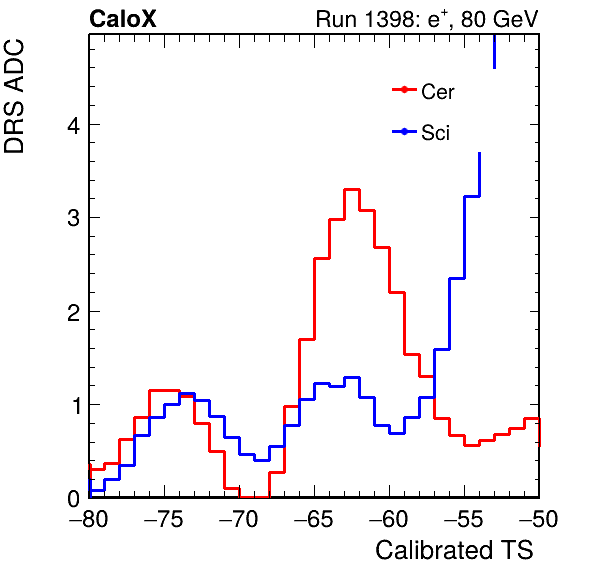 CaloX Run 1398: e⁺, 80 GeV
DRS ADC
Cer
Sci
4
3
2
1
0
−80 −75 −70 −65 −60 −55 −50
Calibrated TS